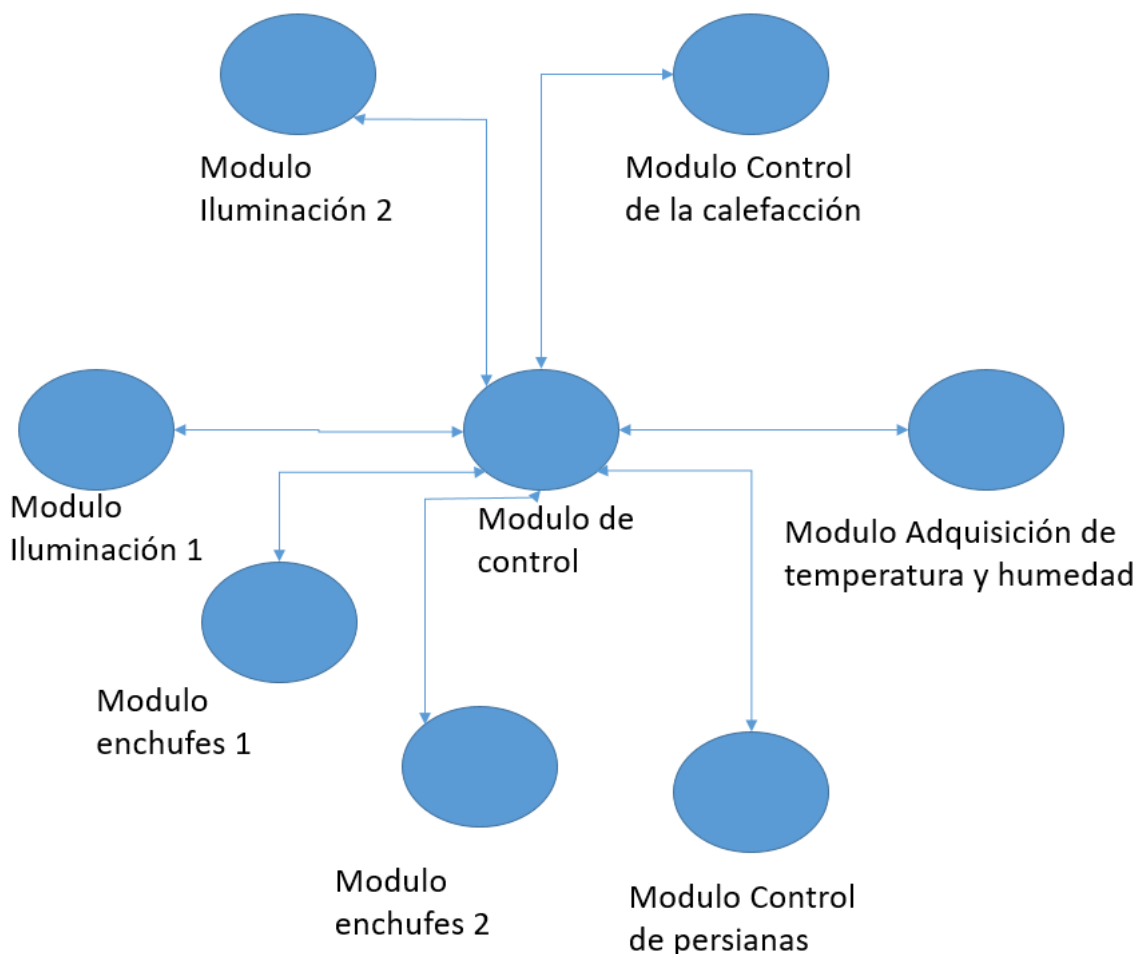 Modulo
Iluminación 2
Modulo Control
de la calefacción
Modulo
Iluminación 1
Modulo de
control
Modulo Adquisición de
temperatura y humedad
Modulo
enchufes 1
Modulo
enchufes 2
Modulo Control
de persianas